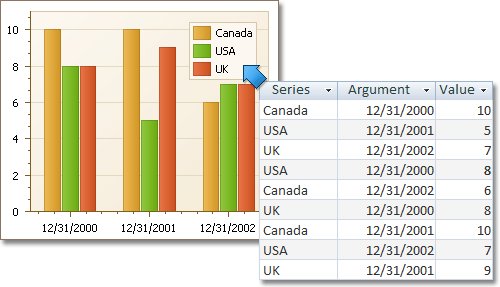 10
8
6
4
2
0
12/31/2000 12/31/2001 12/31/2002
Canada
USA
UK
Series Argument Value
Canada 12/31/2000 10
USA 12/31/2001 5
UK 12/31/2002 7
USA 12/31/2000 8
Canada 12/31/2002 6
UK 12/31/2000 8
Canada 12/31/2001 10
USA 12/31/2002 7
UK 12/31/2001 9